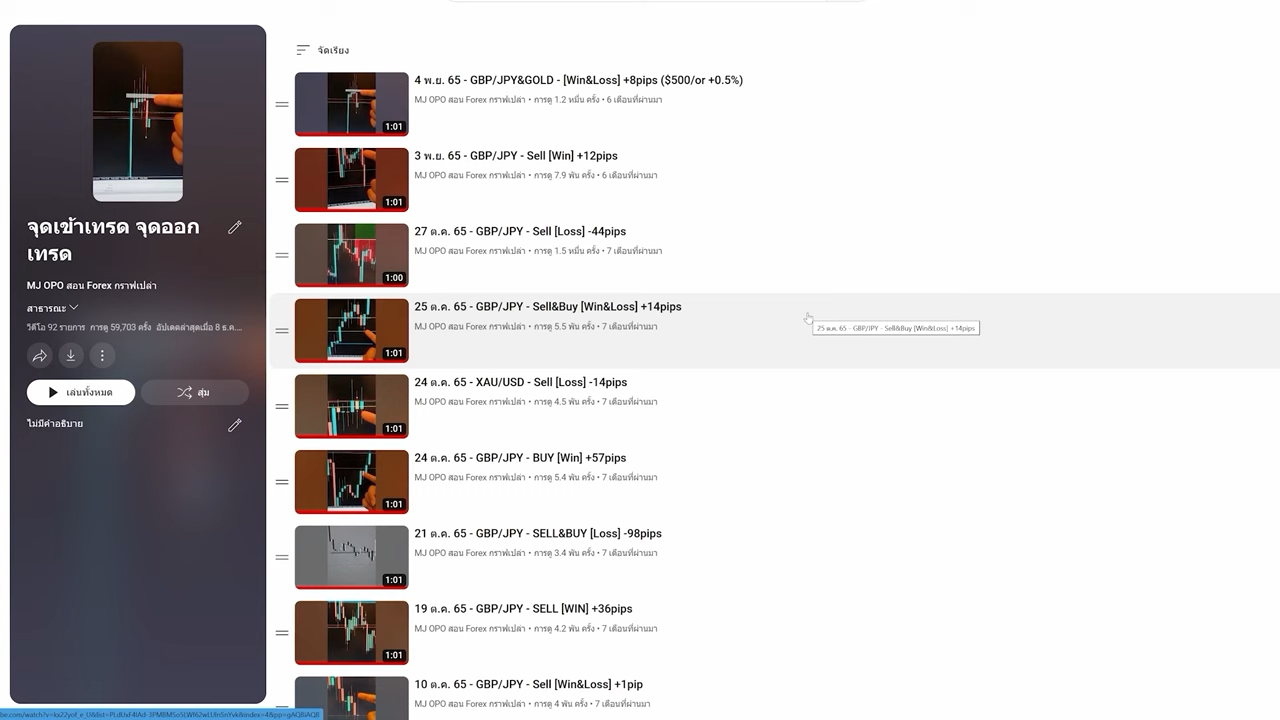 จุดเข้าเทรด จุดออก
เทรด
MJ OPO สอน Forex กราฟเปล่า
สาธารณะ
วิดีโอ 92 รายการ การดู 59,703 ครั้ง อัปเดตล่าสุดเมื่อ 8 ธ.ค....
เล่นทั้งหมด
สุ่ม
ไม่มีคำอธิบาย
จัดเรียง
4 พ.ย. 65 - GBP/JPY&GOLD - [Win&Loss] +8pips ($500/or +0.5%)
MJ OPO สอน Forex กราฟเปล่า • การดู 1.2 หมื่น ครั้ง • 6 เดือนที่ผ่านมา
1:01
3 พ.ย. 65 - GBP/JPY - Sell [Win] +12pips
MJ OPO สอน Forex กราฟเปล่า • การดู 7.9 พัน ครั้ง • 6 เดือนที่ผ่านมา
1:01
27 ต.ค. 65 - GBP/JPY - Sell [Loss] -44pips
MJ OPO สอน Forex กราฟเปล่า • การดู 1.5 หมื่น ครั้ง • 7 เดือนที่ผ่านมา
1:00
25 ต.ค. 65 - GBP/JPY - Sell&Buy [Win&Loss] +14pips
MJ OPO สอน Forex กราฟเปล่า • การดู 5.5 พัน ครั้ง • 7 เดือนที่ผ่านมา
25 ต.ค. 65 - GBP/JPY - Sell&Buy [Win&Loss] +14pips
1:01
24 ต.ค. 65 - XAU/USD - Sell [Loss] -14pips
MJ OPO สอน Forex กราฟเปล่า • การดู 4.5 พัน ครั้ง • 7 เดือนที่ผ่านมา
1:01
24 ต.ค. 65 - GBP/JPY - BUY [Win] +57pips
MJ OPO สอน Forex กราฟเปล่า • การดู 5.4 พัน ครั้ง • 7 เดือนที่ผ่านมา
1:01
21 ต.ค. 65 - GBP/JPY - SELL&BUY [Loss] -98pips
MJ OPO สอน Forex กราฟเปล่า • การดู 3.4 พัน ครั้ง • 7 เดือนที่ผ่านมา
1:01
19 ต.ค. 65 - GBP/JPY - SELL [WIN] +36pips
MJ OPO สอน Forex กราฟเปล่า • การดู 4.2 พัน ครั้ง • 7 เดือนที่ผ่านมา
1:01
10 ต.ค. 65 - GBP/JPY - Sell [Win&Loss] +1pip
MJ OPO สอน Forex กราฟเปล่า • การดู 4 พัน ครั้ง • 7 เดือนที่ผ่านมา